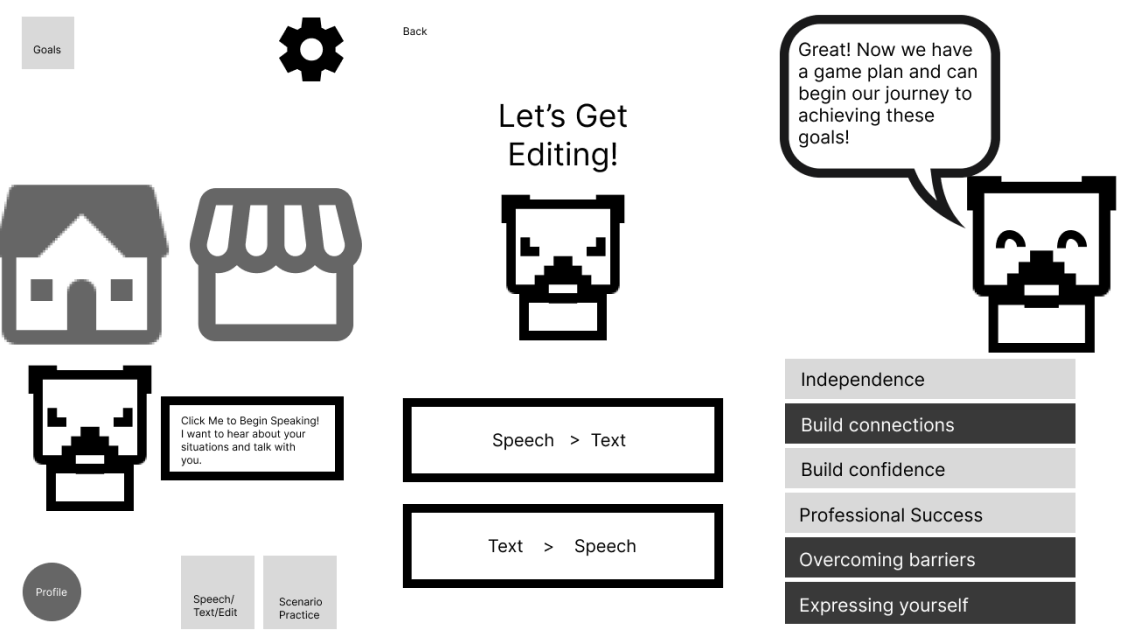 Goals
Click Me to Begin Speaking!
I want to hear about your
situations and talk with
you.
Profile
Speech/
Text/Edit
Scenario
Practice
Back
Let’s Get
Editing!
Speech > Text
Text > Speech
Great! Now we have
a game plan and can
begin our journey to
achieving these
goals!
Independence
Build connections
Build confidence
Professional Success
Overcoming barriers
Expressing yourself